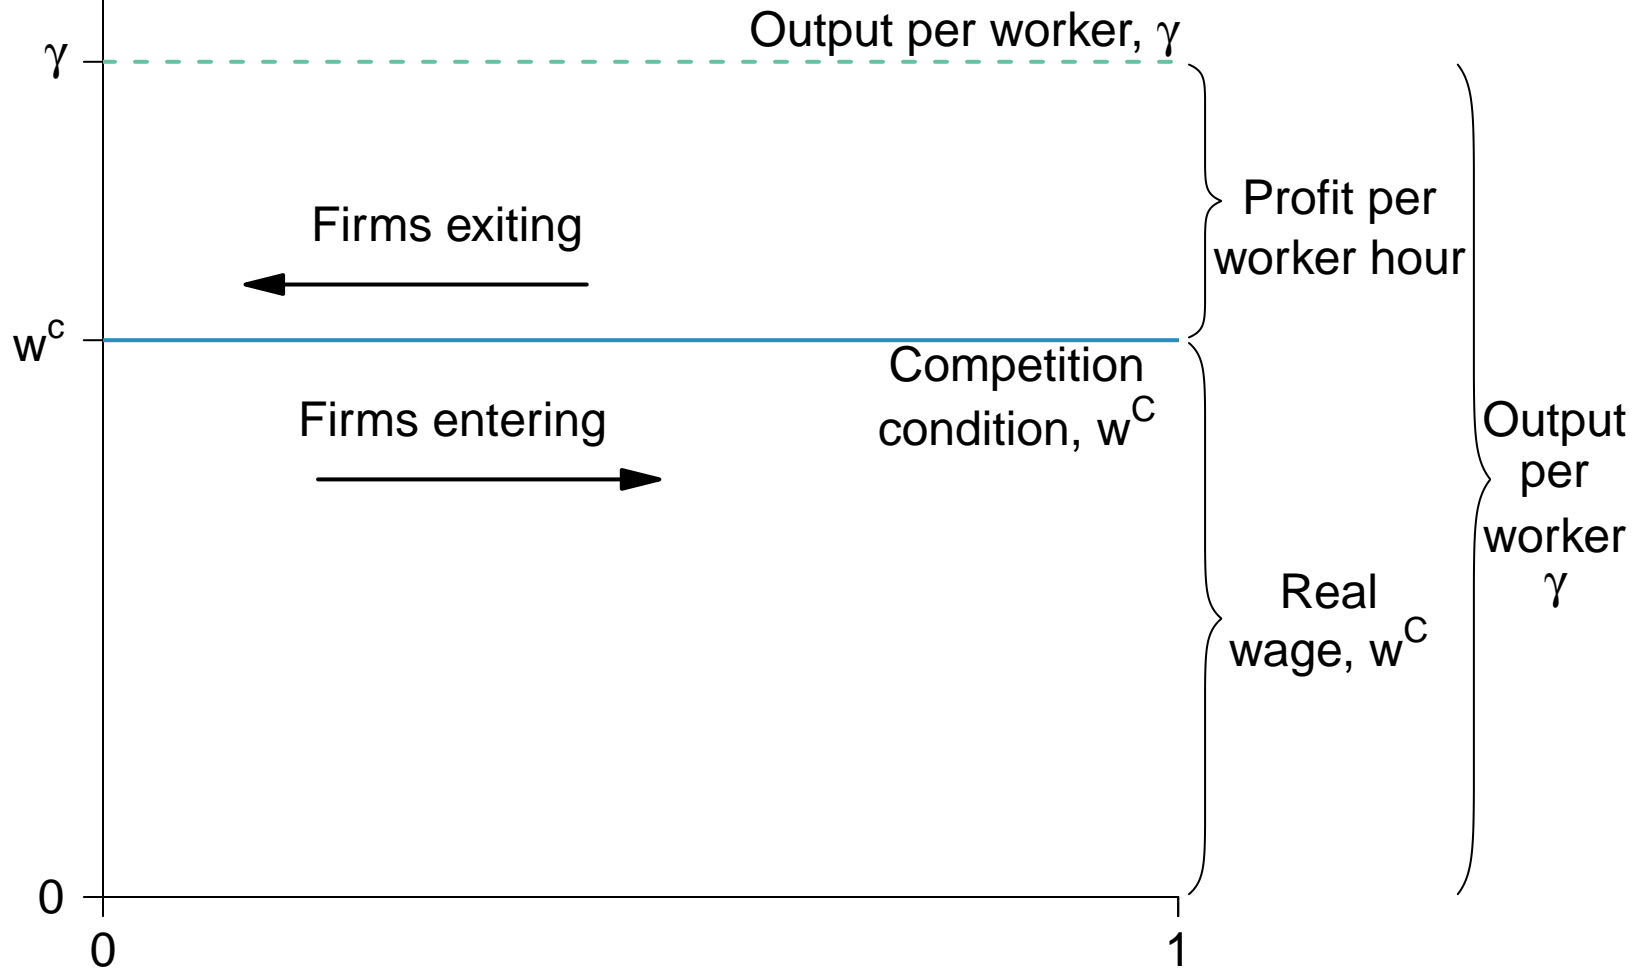 Output per worker, γ
γ
Profit per
worker hour
Firms exiting
w^c
Competition
condition, w^C
Firms entering
Output
per
worker
γ
Real
wage, w^C
0
0
1